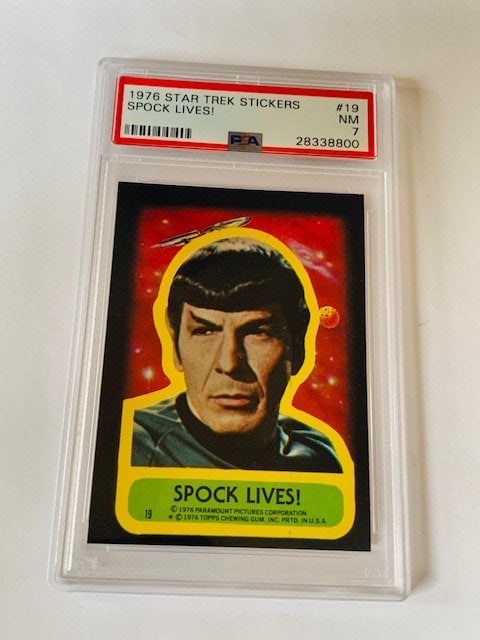 1976 STAR TREK STICKERS #19
SPOCK LIVES! NM
7
PSA 28338800
SPOCK LIVES!
© 1976 PARAMOUNT PICTURES CORPORATION
19 * © 1976 TOPPS CHEWING GUM, INC. PRTD. IN U.S.A.